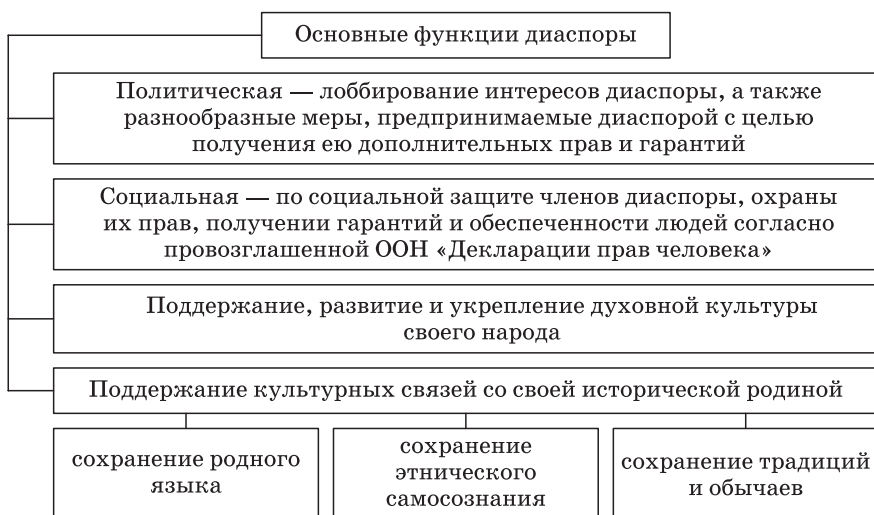 Основные функции диаспоры
Политическая — лоббирование интересов диаспоры, а также
разнообразные меры, предпринимаемые диаспорой с целью
получения ею дополнительных прав и гарантий
Социальная — по социальной защите членов диаспоры, охраны
их прав, получении гарантий и обеспеченности людей согласно
провозглашенной ООН «Декларации прав человека»
Поддержание, развитие и укрепление духовной культуры
своего народа
Поддержание культурных связей со своей исторической родиной
сохранение родного
языка
сохранение
этнического
самосознания
сохранение традиций
и обычаев